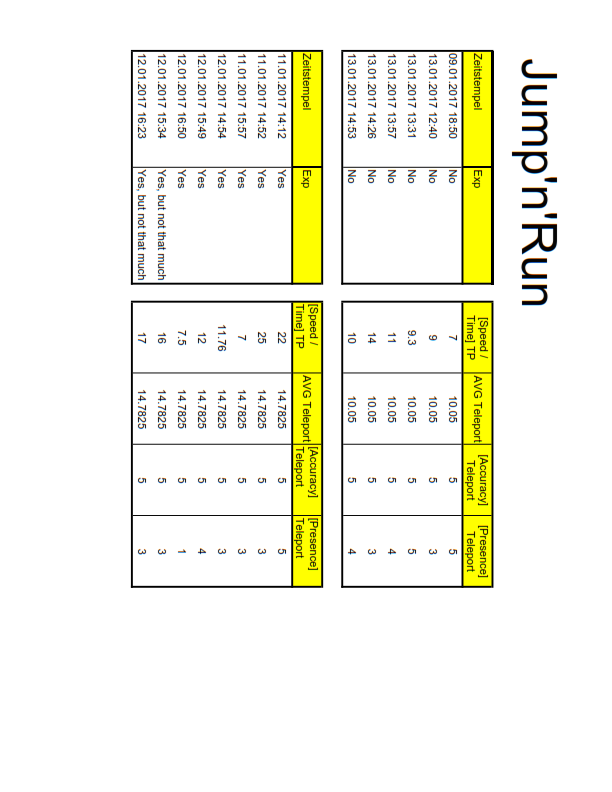 Jump'n'Run
Zeitstempel Exp [Speed / Time] TP AVG Teleport [Accuracy] Teleport [Presence] Teleport
09.01.2017 18:50 No 7 10.05 5 5
13.01.2017 12:40 No 9 10.05 5 3
13.01.2017 13:31 No 9.3 10.05 5 5
13.01.2017 13:57 No 11 10.05 5 4
13.01.2017 14:26 No 14 10.05 5 3
13.01.2017 14:53 No 10 10.05 5 4
Zeitstempel Exp [Speed / Time] TP AVG Teleport [Accuracy] Teleport [Presence] Teleport
11.01.2017 14:12 Yes 22 14.7825 5 5
11.01.2017 14:52 Yes 25 14.7825 5 3
11.01.2017 15:57 Yes 7 14.7825 5 3
12.01.2017 14:54 Yes 11.76 14.7825 5 3
12.01.2017 15:49 Yes 12 14.7825 5 4
12.01.2017 16:50 Yes 7.5 14.7825 5 1
12.01.2017 15:34 Yes, but not that much 16 14.7825 5 3
12.01.2017 16:23 Yes, but not that much 17 14.7825 5 3